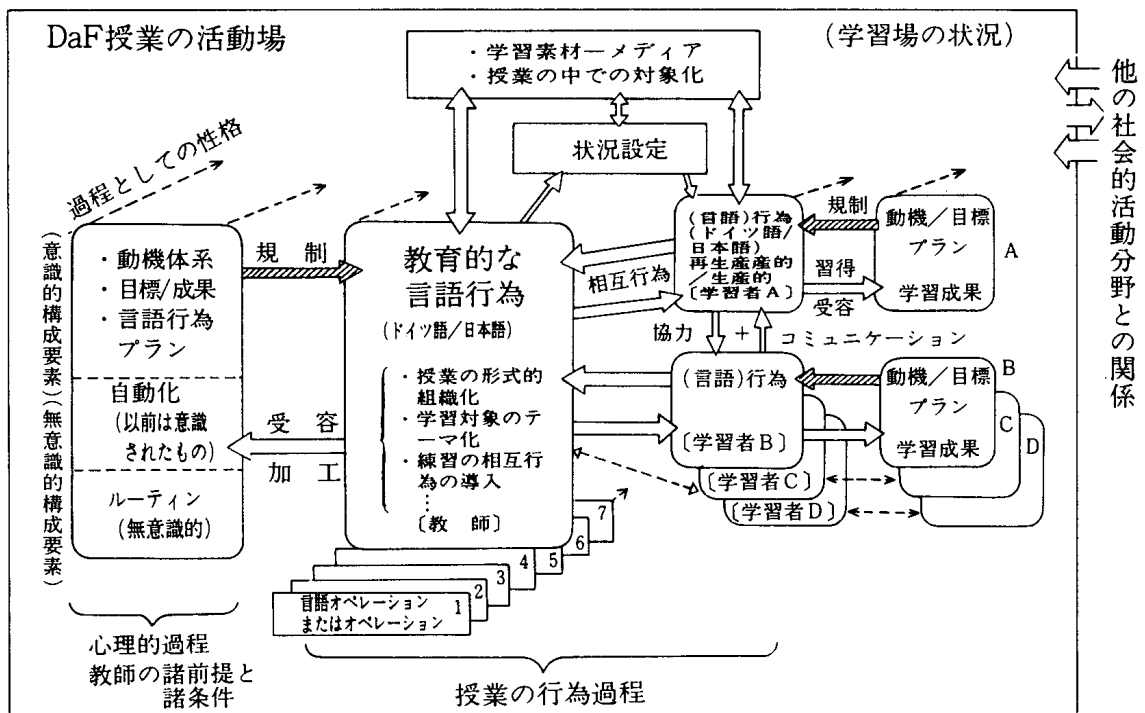 DaF授業の活動場
(学習場の状況)
・学習素材―メディア
・授業の中での対象化
状況設定
他の社会的活動分野との関係
過程としての性格
(意識的構成要素)
(無意識的構成要素)
・動機体系
・目標/成果
・言語行為
プラン
自動化
(以前は意識
されたもの)
ルーティン
(無意識的)
規制
受容
加工
教育的な
言語行為
(ドイツ語/日本語)
・授業の形式的
組織化
・学習対象のテ
ーマ化
・練習の相互行
為の導入
⋮
〔教師〕
相互行為
(言語)行為
(ドイツ語/
日本語)
再生産産的
/生産的
〔学習者A〕
規制
習得
受容
動機/目標
プラン
学習成果
A
協力 + コミュニケーション
(言語)行為
〔学習者B〕
〔学習者C〕
〔学習者D〕
動機/目標
プラン
学習成果
B
C
D
7
6
5
4
3
2
1
言語オペレーション
またはオペレーション
心理的過程
教師の諸前提と
諸条件
授業の行為過程